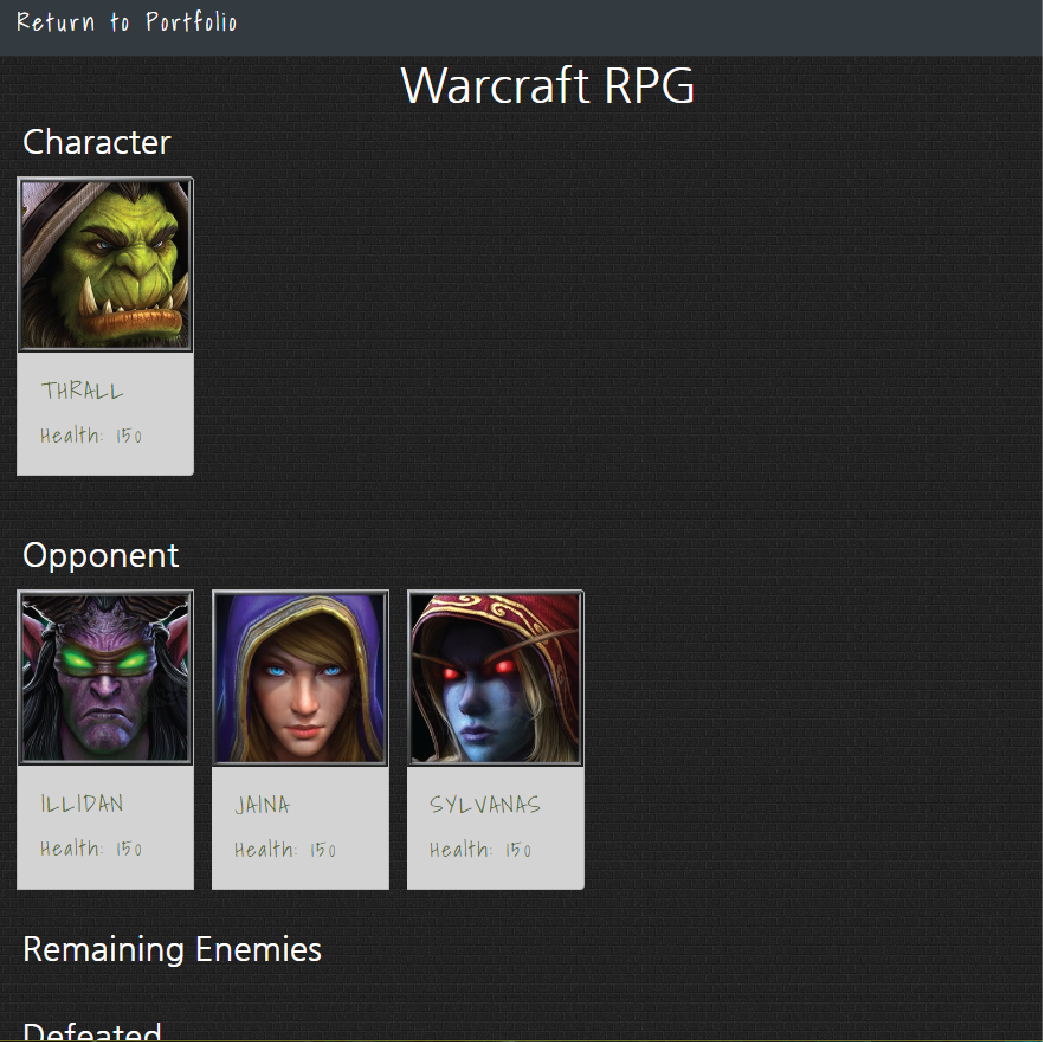 Return to Portfolio
Warcraft RPG
Character
THRALL
Health: 150
Opponent
ILLIDAN
Health: 150
JAINA
Health: 150
SYLVANAS
Health: 150
Remaining Enemies
Defeated